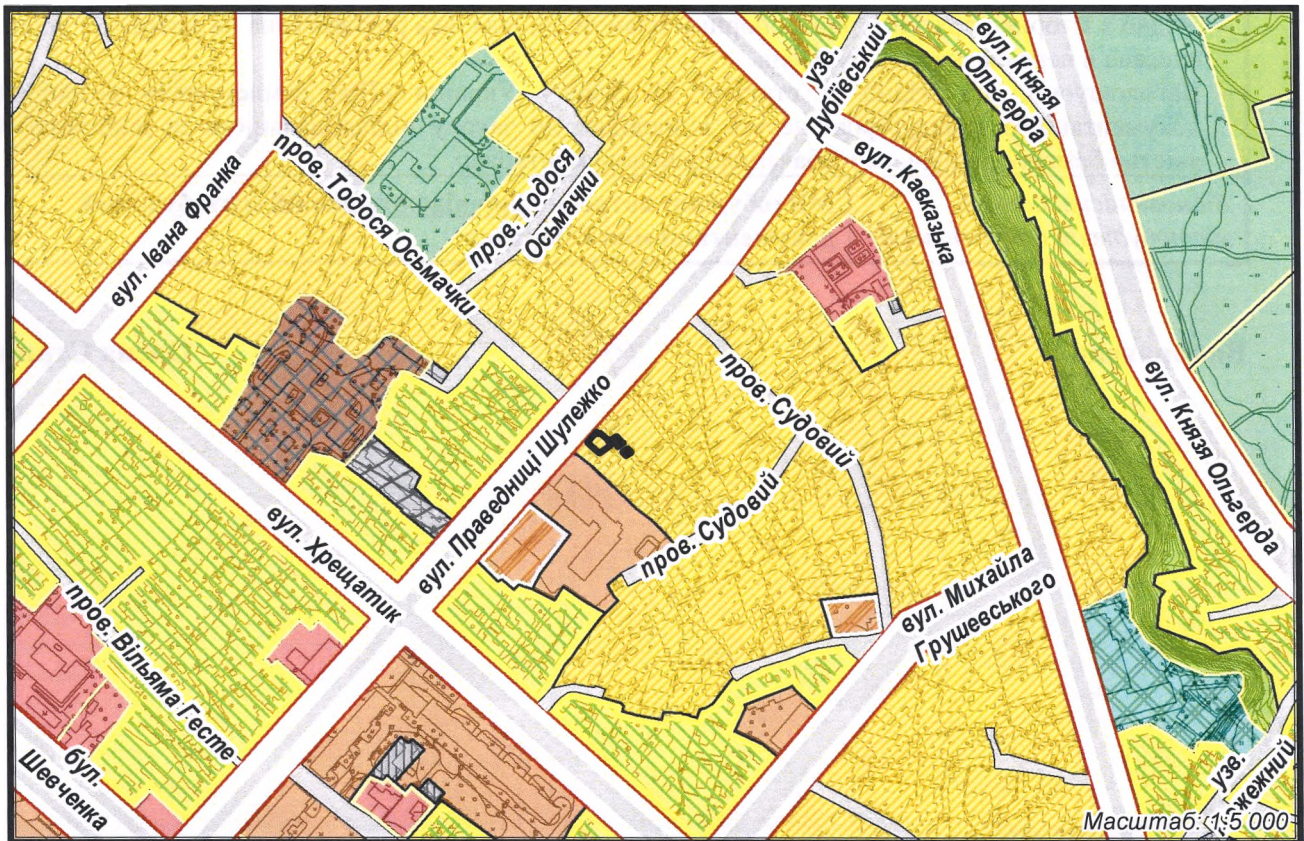 узв.
Дубіївський
вул. Князя
Ольгерда
вул. Івана Франка
пров. Тодося Осьмачки
пров. Тодося
Осьмачки
вул. Кавказька
вул. Праведниці Шулежко
пров. Судовий
пров. Судовий
вул. Князя Ольгерда
вул. Хрещатик
вул. Михайла
Грушевського
пров. Вільяма Гесте
бул.
Шевченка
узв.
Масштаб: 1:5 000